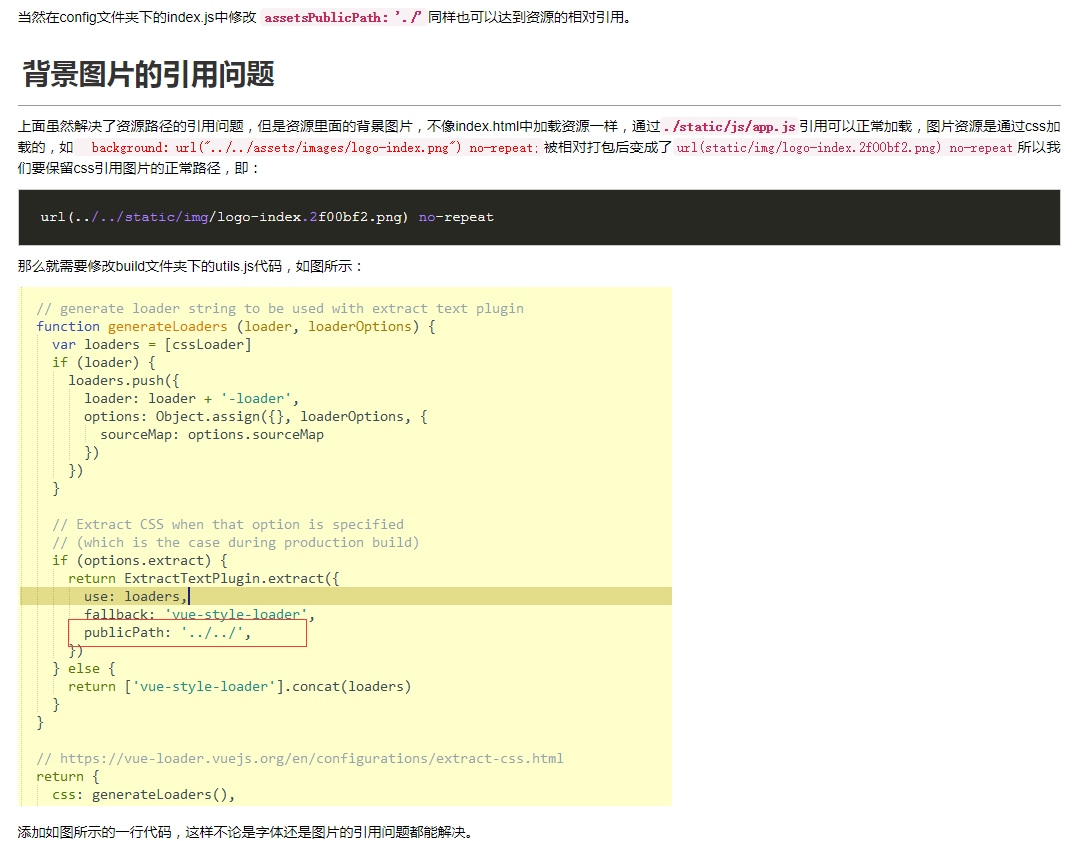 当然在config文件夹下的index.js中修改 assetsPublicPath: './' 同样也可以达到资源的相对引用。
背景图片的引用问题
上面虽然解决了资源路径的引用问题，但是资源里面的背景图片，不像index.html中加载资源一样，通过 ./static/js/app.js 引用可以正常加载，图片资源是通过css加
载的，如 background: url("../../assets/images/logo-index.png") no-repeat; 被相对打包后变成了 url(static/img/logo-index.2f00bf2.png) no-repeat 所以我
们要保留css引用图片的正常路径，即：
url(../../static/img/logo-index.2f00bf2.png) no-repeat
那么就需要修改build文件夹下的utils.js代码，如图所示：
// generate loader string to be used with extract text plugin
function generateLoaders (loader, loaderOptions) {
var loaders = [cssLoader]
if (loader) {
loaders.push({
loader: loader + '-loader',
options: Object.assign({}, loaderOptions, {
sourceMap: options.sourceMap
})
})
}
// Extract CSS when that option is specified
// (which is the case during production build)
if (options.extract) {
return ExtractTextPlugin.extract({
use: loaders,
fallback: 'vue-style-loader',
publicPath: '../../',
})
} else {
return ['vue-style-loader'].concat(loaders)
}
}
// https://vue-loader.vuejs.org/en/configurations/extract-css.html
return {
css: generateLoaders(),
添加如图所示的一行代码，这样不论是字体还是图片的引用问题都能解决。